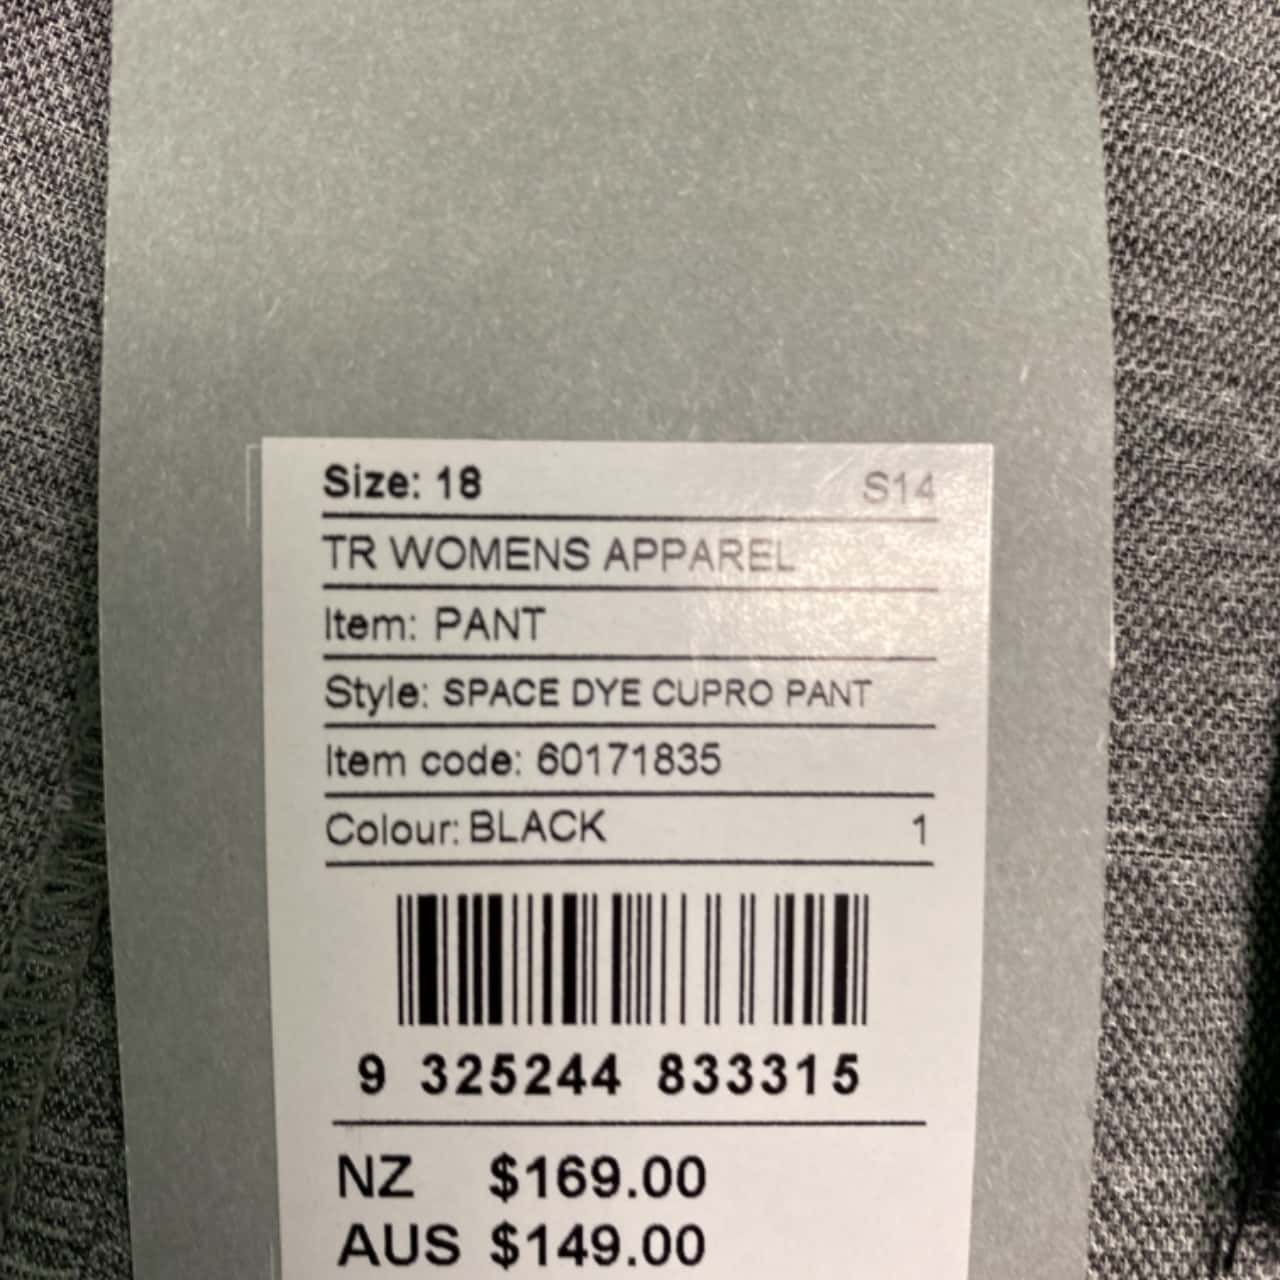 Size: 18 S14
TR WOMENS APPAREL
Item: PANT
Style: SPACE DYE CUPRO PANT
Item code: 60171835
Colour: BLACK 1
9 325244 833315
NZ $169.00
AUS $149.00